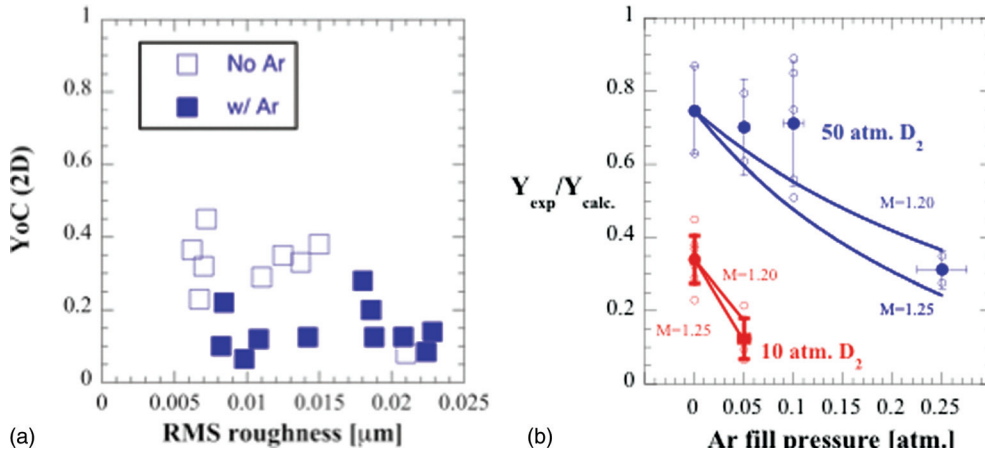 1
0.8
0.6
0.4
0.2
0
YoC (2D)
No Ar
w/ Ar
0
0.005
0.01
0.015
0.02
0.025
RMS roughness [μm]
(a)
1
0.8
0.6
0.4
0.2
0
Y_exp/Y_calc.
50 atm. D₂
M=1.20
M=1.25
M=1.20
M=1.25
10 atm. D₂
0
0.05
0.1
0.15
0.2
0.25
Ar fill pressure [atm.]
(b)